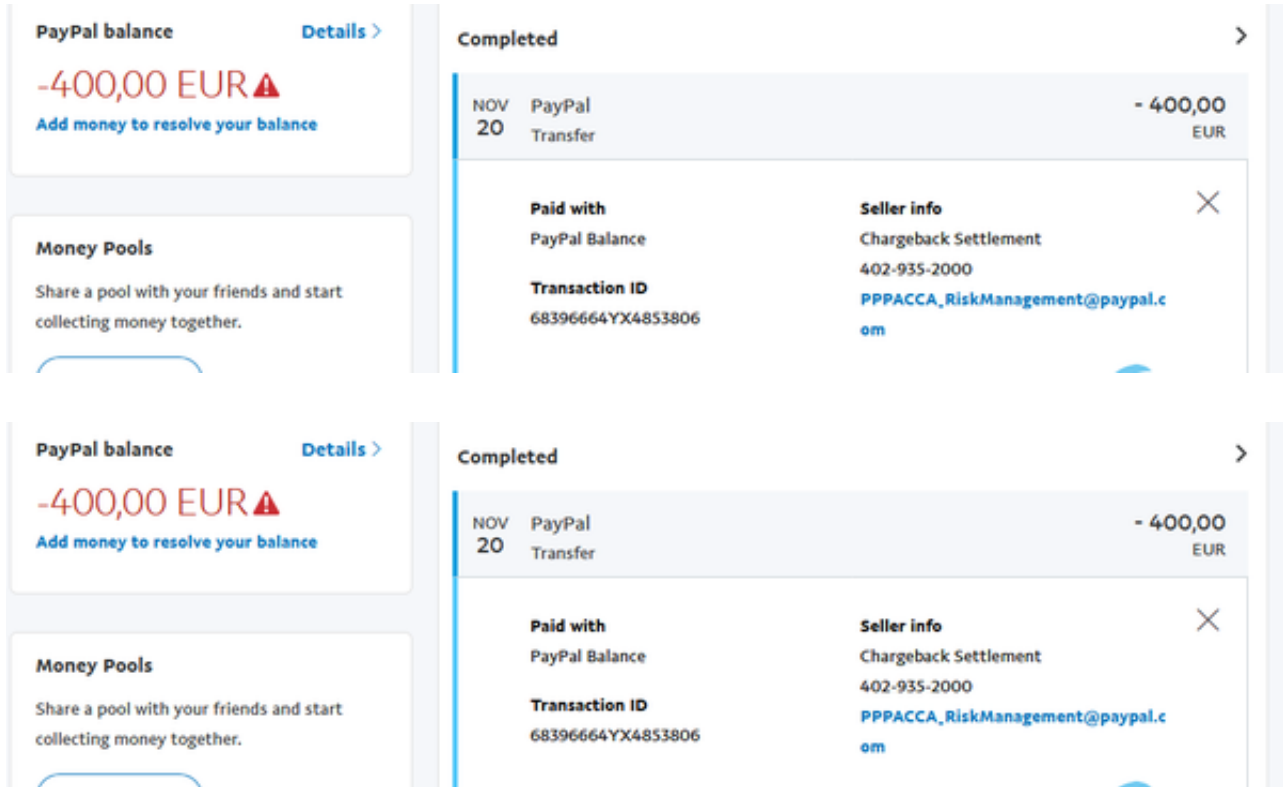 PayPal balance
Details >
-400,00 EUR
Add money to resolve your balance
Money Pools
Share a pool with your friends and start
collecting money together.
Completed
NOV
20
PayPal
Transfer
- 400,00
EUR
Paid with
PayPal Balance
Transaction ID
68396664YX4853806
Seller info
Chargeback Settlement
402-935-2000
PPPACCA_RiskManagement@paypal.c
om
PayPal balance
Details >
-400,00 EUR
Add money to resolve your balance
Money Pools
Share a pool with your friends and start
collecting money together.
Completed
NOV
20
PayPal
Transfer
- 400,00
EUR
Paid with
PayPal Balance
Transaction ID
68396664YX4853806
Seller info
Chargeback Settlement
402-935-2000
PPPACCA_RiskManagement@paypal.c
om